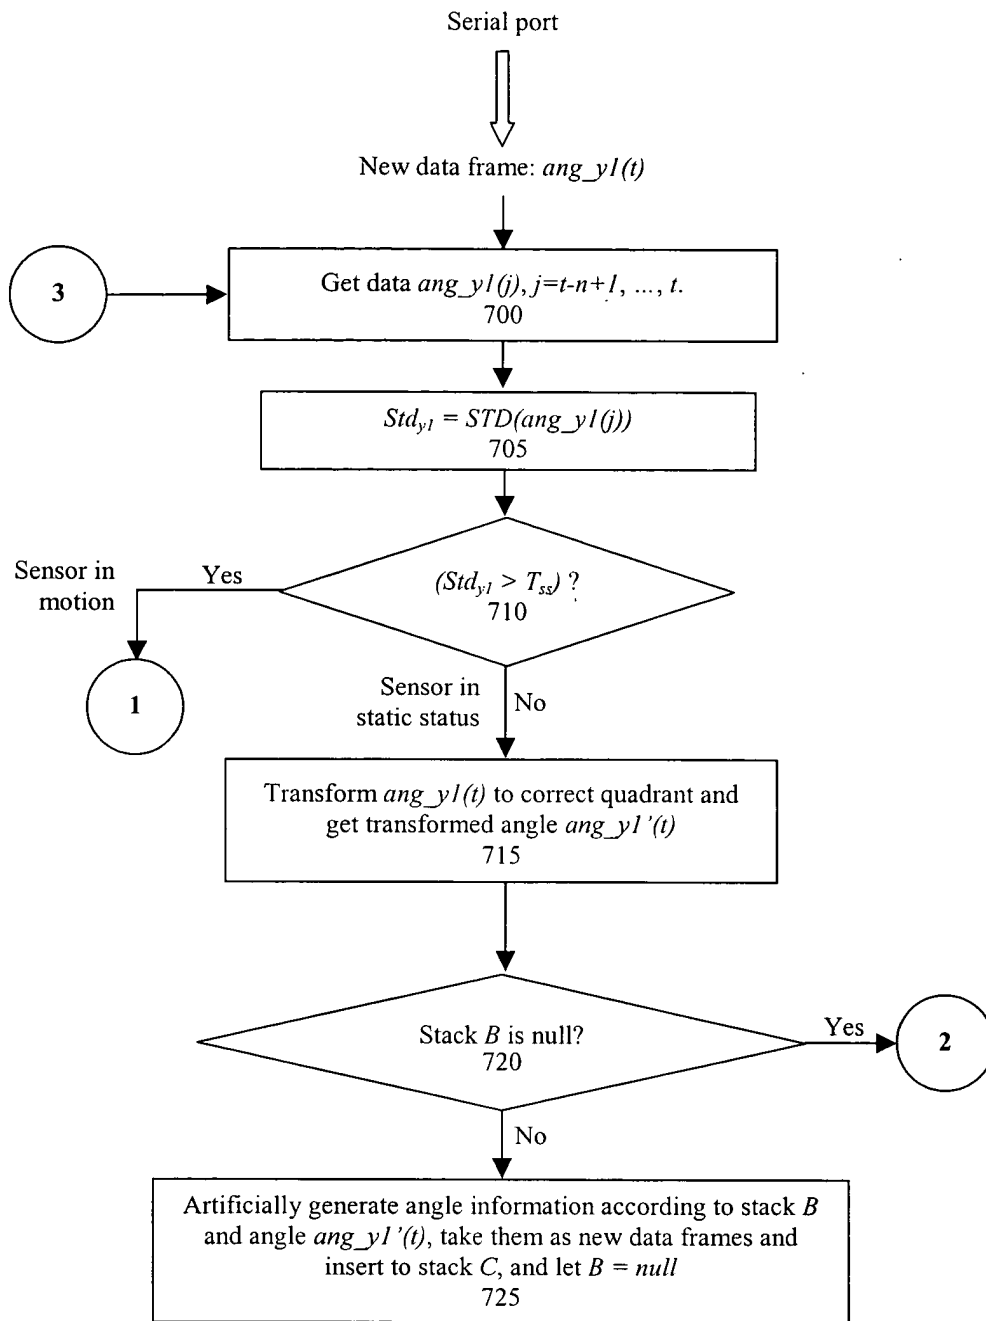 Serial port
New data frame: ang_y1(t)
3
Get data ang_y1(j), j=t-n+1, ..., t.
700
Std_y1 = STD(ang_y1(j))
705
Sensor in
motion
Yes
(Std_y1 > T_ss) ?
710
1
Sensor in
static status
No
Transform ang_y1(t) to correct quadrant and
get transformed angle ang_y1'(t)
715
Stack B is null?
720
Yes
2
No
Artificially generate angle information according to stack B
and angle ang_y1'(t), take them as new data frames and
insert to stack C, and let B = null
725